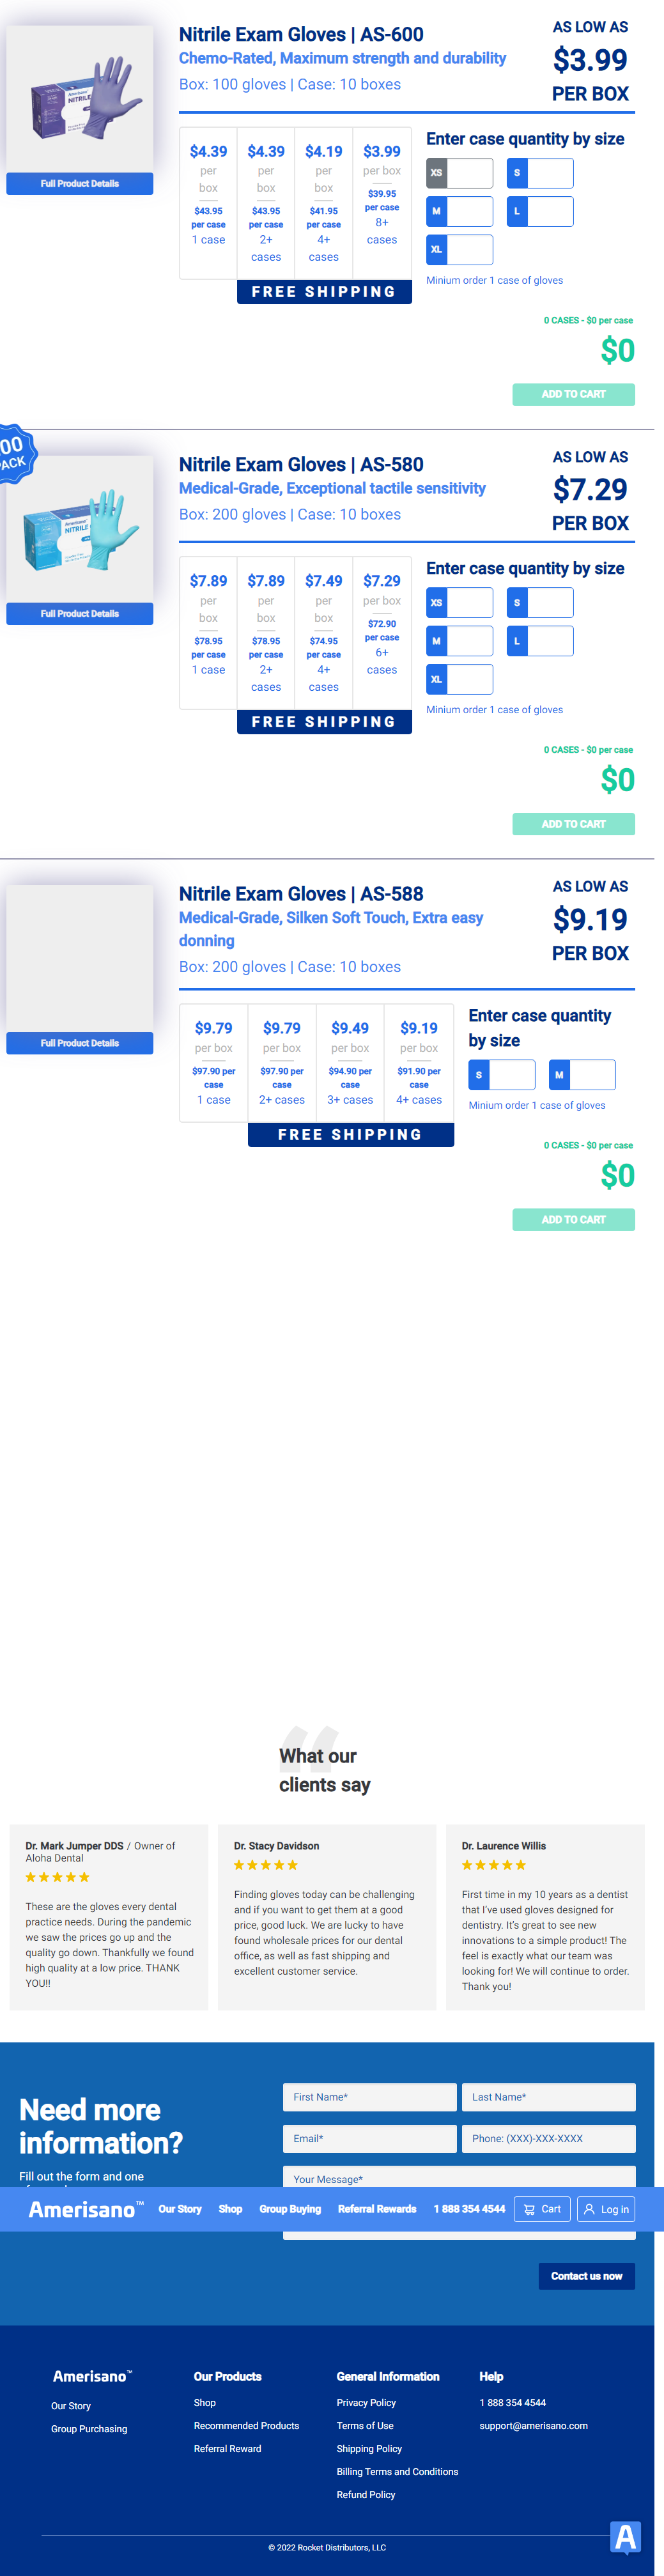 Nitrile Exam Gloves | AS-600
Chemo-Rated, Maximum strength and durability
Box: 100 gloves | Case: 10 boxes
AS LOW AS
$3.99
PER BOX
NITRILE
Full Product Details
$4.39 per box $43.95 per case 1 case
$4.39 per box $43.95 per case 2+ cases
$4.19 per box $41.95 per case 4+ cases
$3.99 per box $39.95 per case 8+ cases
FREE SHIPPING
Enter case quantity by size
XS S
M L
XL
Minium order 1 case of gloves
0 CASES - $0 per case
$0
ADD TO CART
00
PACK
Nitrile Exam Gloves | AS-580
Medical-Grade, Exceptional tactile sensitivity
Box: 200 gloves | Case: 10 boxes
AS LOW AS
$7.29
PER BOX
Amerisano
NITRILE
Full Product Details
$7.89 per box $78.95 per case 1 case
$7.89 per box $78.95 per case 2+ cases
$7.49 per box $74.95 per case 4+ cases
$7.29 per box $72.90 per case 6+ cases
FREE SHIPPING
Enter case quantity by size
XS S
M L
XL
Minium order 1 case of gloves
0 CASES - $0 per case
$0
ADD TO CART
Nitrile Exam Gloves | AS-588
Medical-Grade, Silken Soft Touch, Extra easy
donning
Box: 200 gloves | Case: 10 boxes
AS LOW AS
$9.19
PER BOX
Full Product Details
$9.79 per box $97.90 per case 1 case
$9.79 per box $97.90 per case 2+ cases
$9.49 per box $94.90 per case 3+ cases
$9.19 per box $91.90 per case 4+ cases
FREE SHIPPING
Enter case quantity
by size
S M
Minium order 1 case of gloves
0 CASES - $0 per case
$0
ADD TO CART
What our
clients say
Dr. Mark Jumper DDS / Owner of
Aloha Dental
These are the gloves every dental
practice needs. During the pandemic
we saw the prices go up and the
quality go down. Thankfully we found
high quality at a low price. THANK
YOU!!
Dr. Stacy Davidson
Finding gloves today can be challenging
and if you want to get them at a good
price, good luck. We are lucky to have
found wholesale prices for our dental
office, as well as fast shipping and
excellent customer service.
Dr. Laurence Willis
First time in my 10 years as a dentist
that I've used gloves designed for
dentistry. It's great to see new
innovations to a simple product! The
feel is exactly what our team was
looking for! We will continue to order.
Thank you!
Need more
information?
Fill out the form and one
First Name* Last Name*
Email* Phone: (XXX)-XXX-XXXX
Your Message*
Amerisano™ Our Story Shop Group Buying Referral Rewards 1 888 354 4544 Cart Log in
Contact us now
Amerisano™
Our Story
Group Purchasing
Our Products
Shop
Recommended Products
Referral Reward
General Information
Privacy Policy
Terms of Use
Shipping Policy
Billing Terms and Conditions
Refund Policy
Help
1 888 354 4544
support@amerisano.com
A
© 2022 Rocket Distributors, LLC